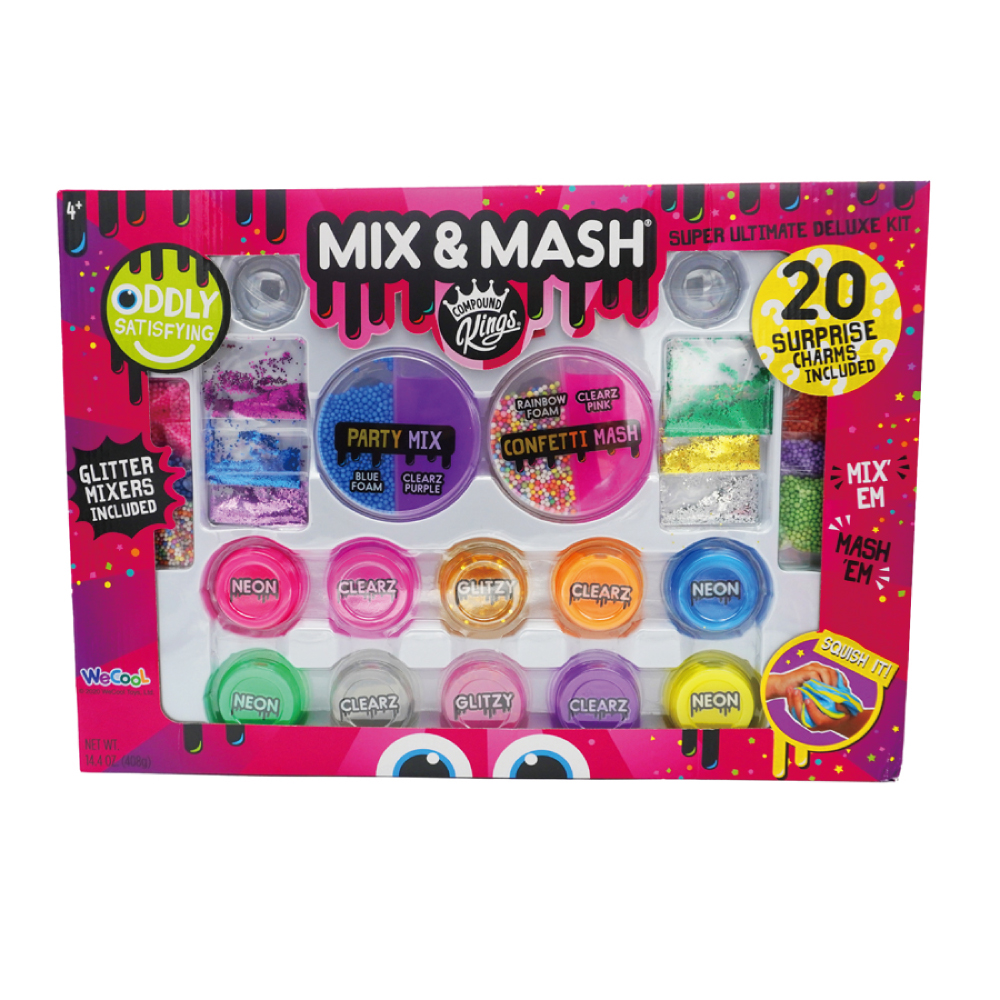 4+
MIX & MASH®
SUPER ULTIMATE DELUXE KIT
COMPOUND
Kings®
ODDLY
SATISFYING
20
SURPRISE
CHARMS
INCLUDED
RAINBOW
FOAM
CLEARZ
PINK
PARTY MIX
CONFETTI MASH
BLUE
FOAM
CLEARZ
PURPLE
GLITTER
MIXERS
INCLUDED
MIX'
EM
MASH
'EM
NEON
CLEARZ
GLITZY
CLEARZ
NEON
SQUISH IT!
WeCool
NEON
CLEARZ
GLITZY
CLEARZ
NEON
NET WT.
14.4 OZ. (408g)